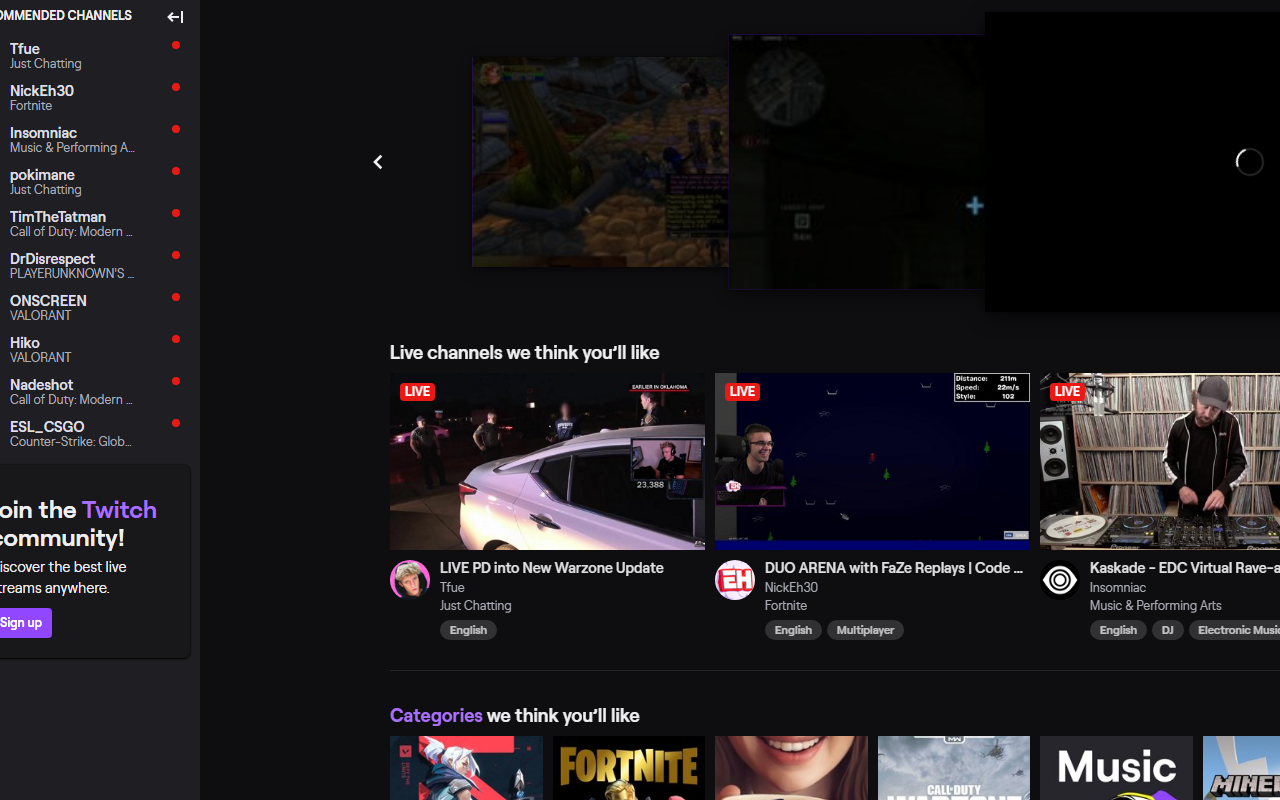 OMMENDED CHANNELS
Tfue
Just Chatting
NickEh30
Fortnite
Insomniac
Music & Performing A...
pokimane
Just Chatting
TimTheTatman
Call of Duty: Modern ...
DrDisrespect
PLAYERUNKNOWN'S ...
ONSCREEN
VALORANT
Hiko
VALORANT
Nadeshot
Call of Duty: Modern ...
ESL_CSGO
Counter-Strike: Glob...
oin the Twitch
community!
iscover the best live
treams anywhere.
Sign up
Live channels we think you'll like
LIVE
EARLIER IN OKLAHOMA
23,388
LIVE PD into New Warzone Update
Tfue
Just Chatting
English
LIVE
Distance: 211m
Speed: 22m/s
Style: 102
DUO ARENA with FaZe Replays | Code ...
NickEh30
Fortnite
English
Multiplayer
LIVE
Kaskade - EDC Virtual Rave-a
Insomniac
Music & Performing Arts
English
DJ
Electronic Music
Categories we think you'll like
FORTNITE
CALL OF DUTY
WARZONE
Music
MINE